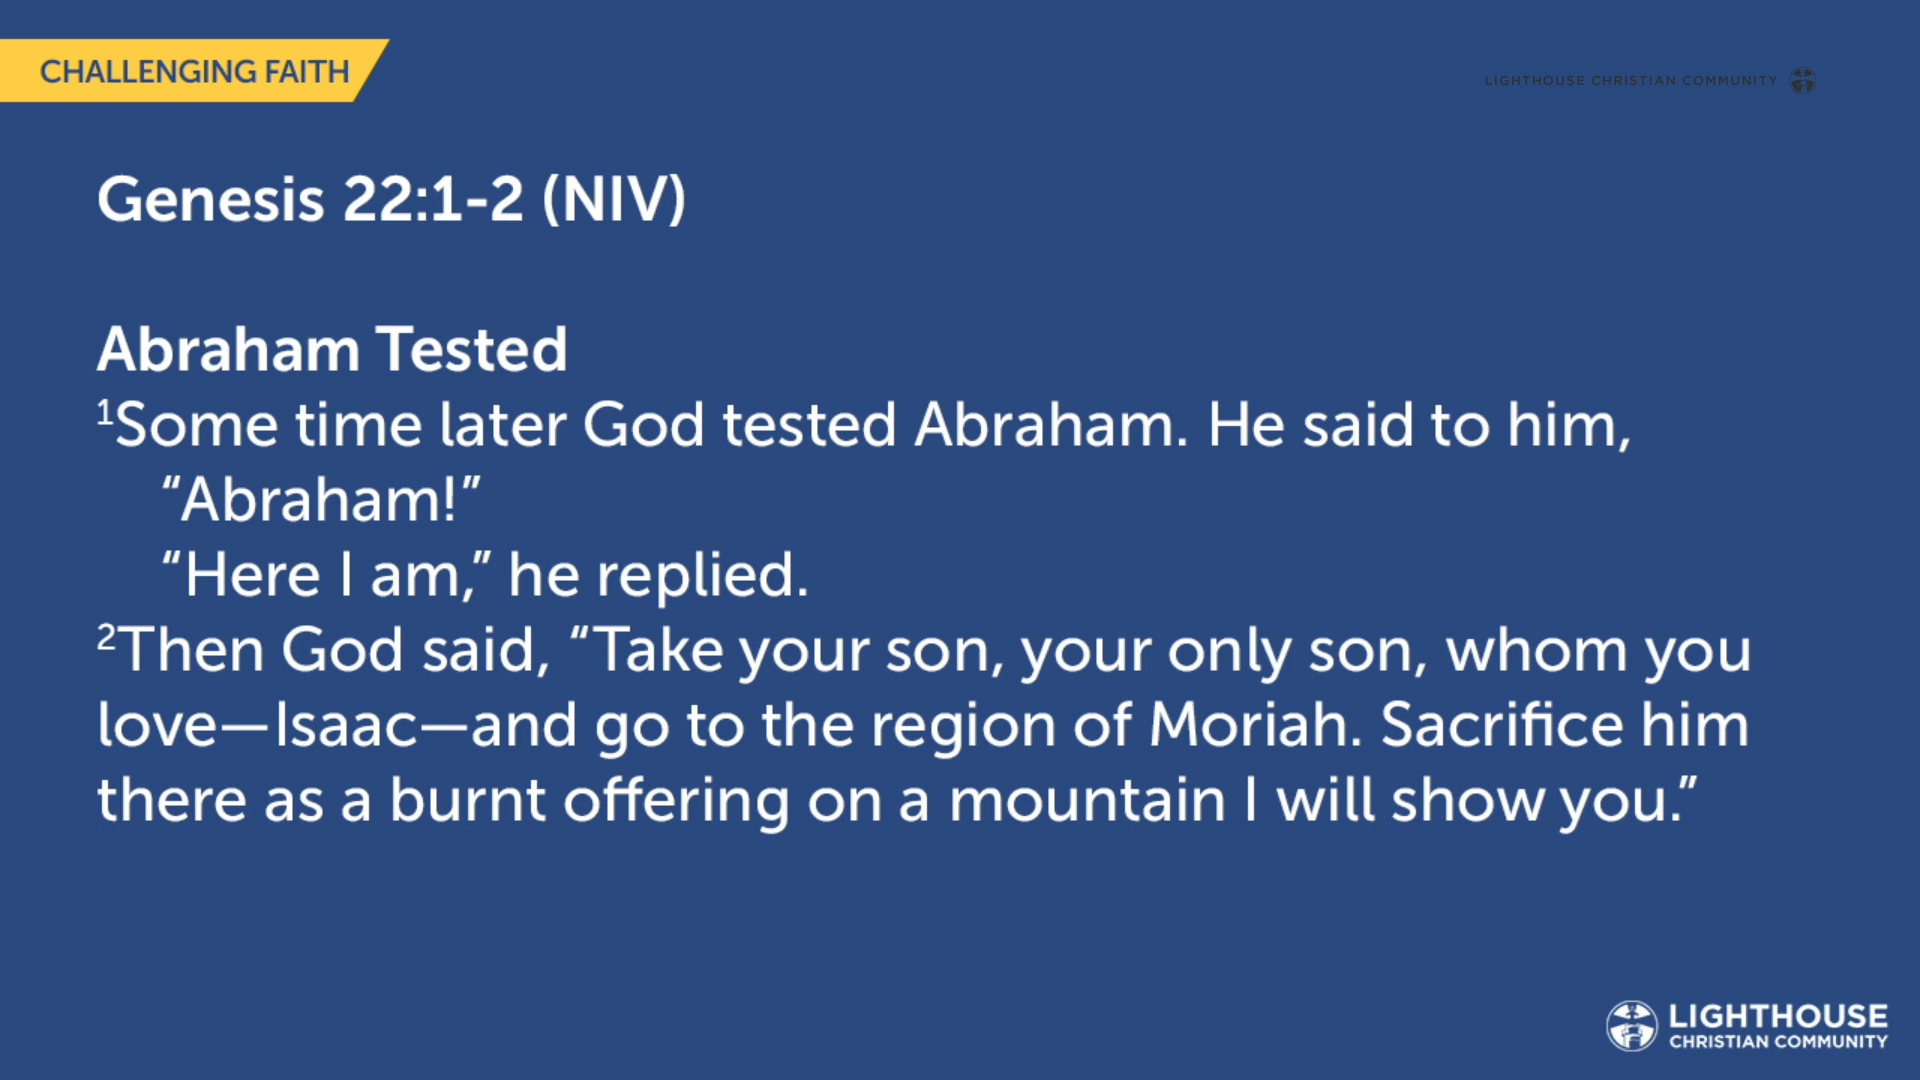 CHALLENGING FAITH
LIGHTHOUSE CHRISTIAN COMMUNITY
Genesis 22:1-2 (NIV)
Abraham Tested
¹Some time later God tested Abraham. He said to him,
“Abraham!”
“Here I am,” he replied.
²Then God said, “Take your son, your only son, whom you
love—Isaac—and go to the region of Moriah. Sacrifice him
there as a burnt offering on a mountain I will show you.”
LIGHTHOUSE
CHRISTIAN COMMUNITY